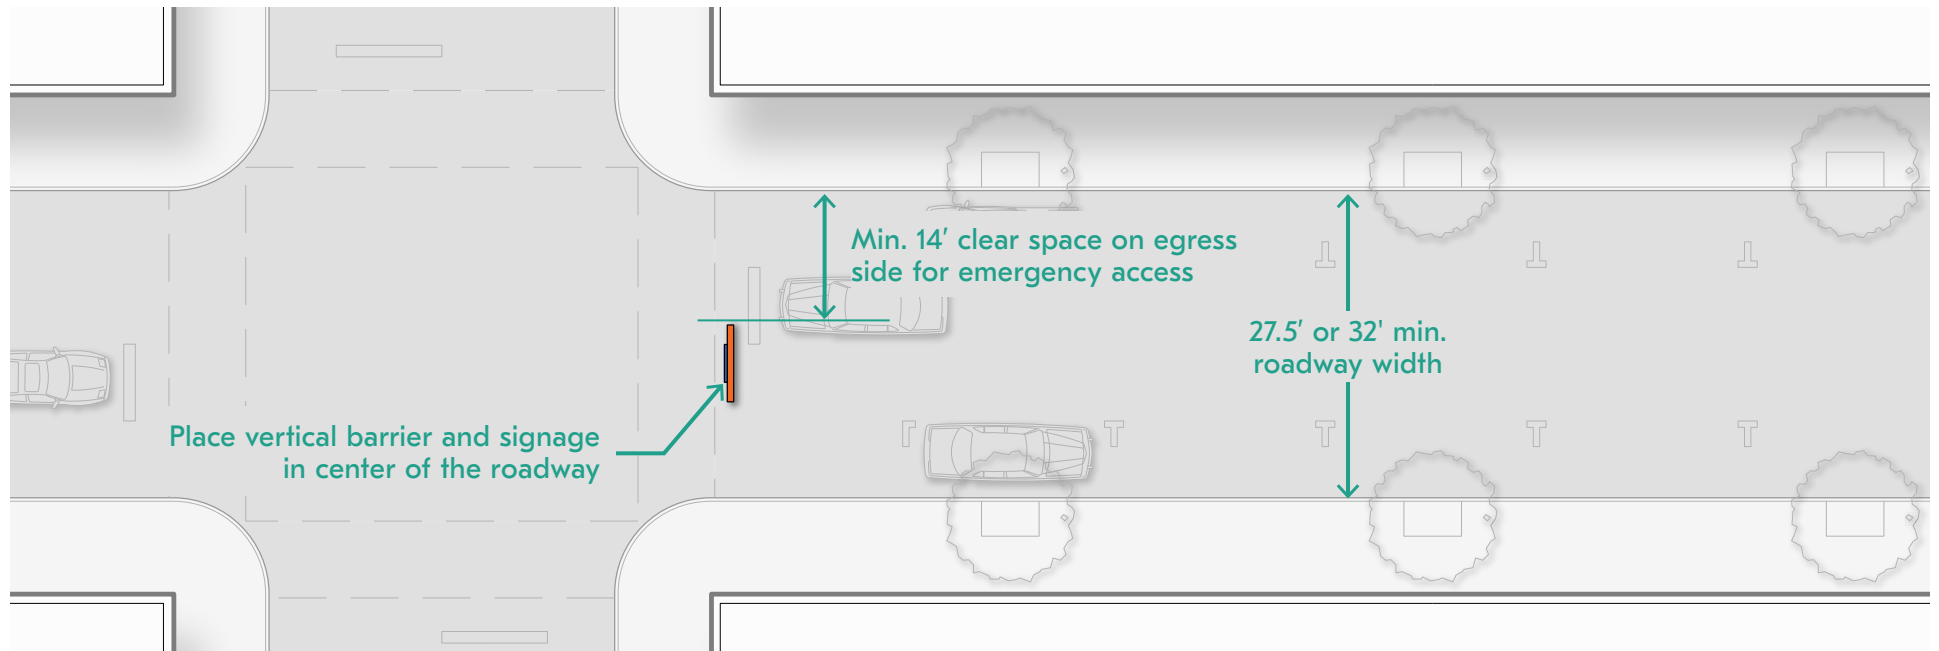 Min. 14′ clear space on egress
side for emergency access
27.5′ or 32' min.
roadway width
Place vertical barrier and signage
in center of the roadway